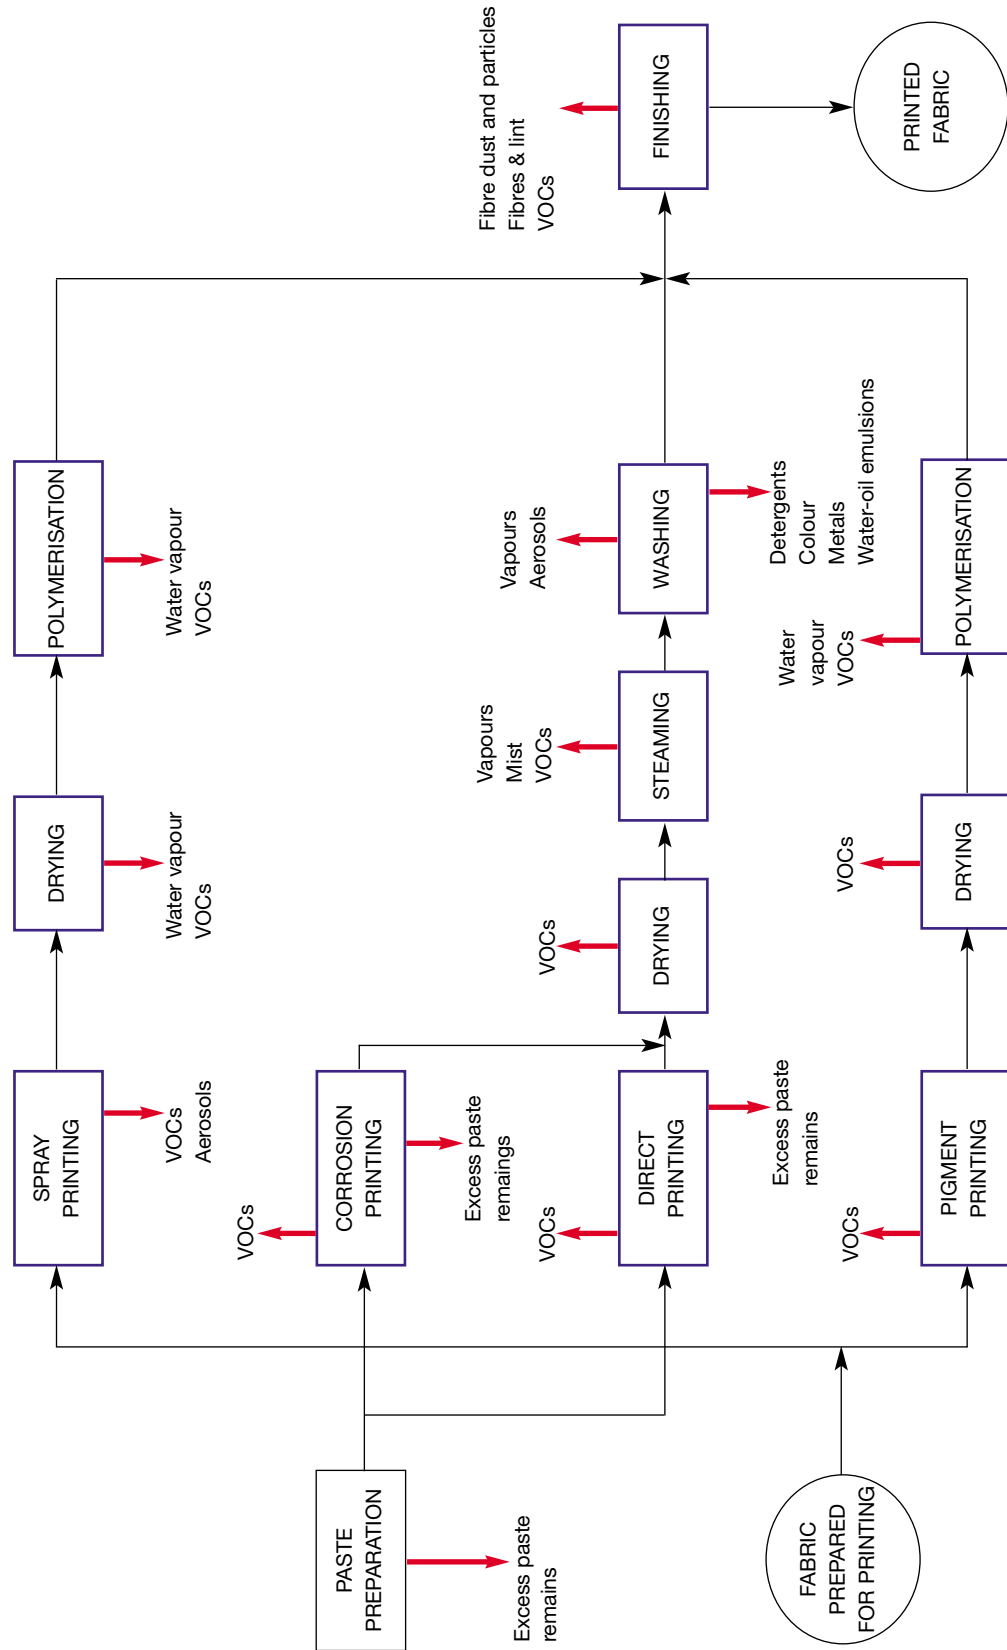 PASTE
PREPARATION
Excess paste
remains
FABRIC
PREPARED
FOR PRINTING
SPRAY
PRINTING
VOCs
Aerosols
DRYING
Water vapour
VOCs
POLYMERISATION
Water vapour
VOCs
VOCs
CORROSION
PRINTING
Excess paste
remaings
VOCs
DIRECT
PRINTING
Excess paste
remains
VOCs
DRYING
Vapours
Mist
VOCs
STEAMING
Vapours
Aerosols
WASHING
Detergents
Colour
Metals
Water-oil emulsions
VOCs
PIGMENT
PRINTING
VOCs
DRYING
Water
vapour
VOCs
POLYMERISATION
Fibre dust and particles
Fibres & lint
VOCs
FINISHING
PRINTED
FABRIC